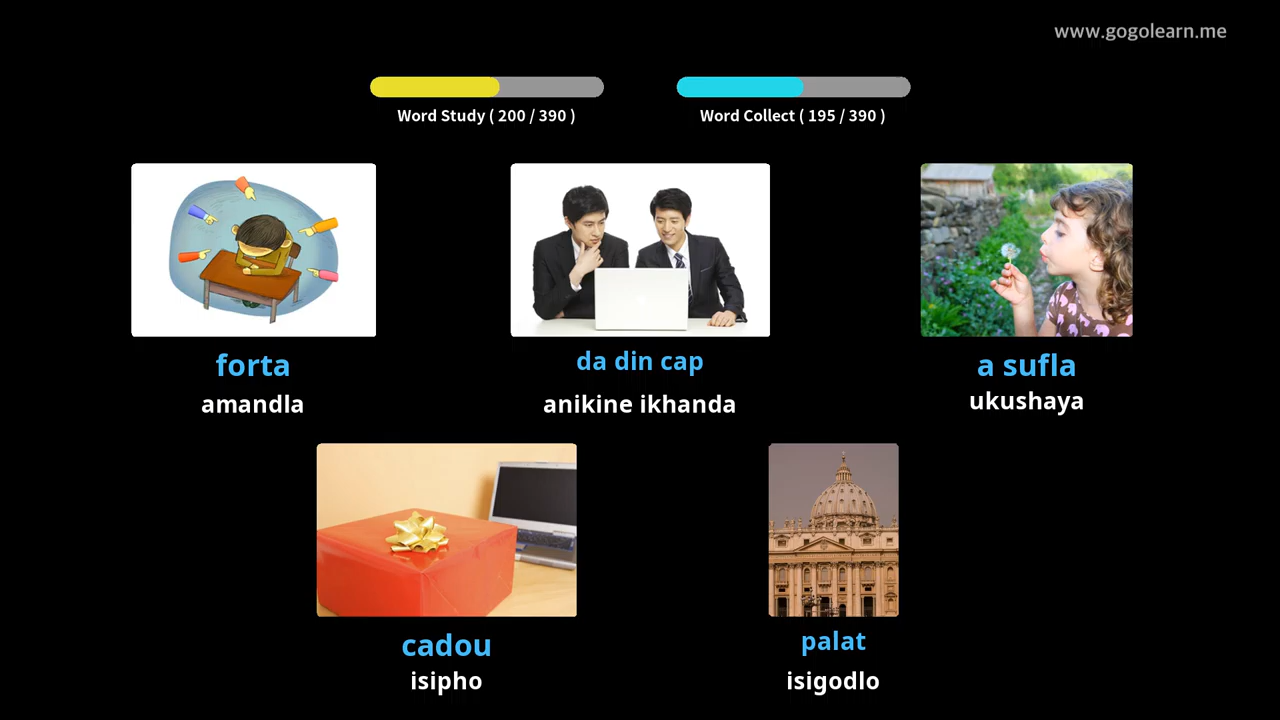 www.gogolearn.me
Word Study ( 200 / 390 )
Word Collect ( 195 / 390 )
forta
da din cap
a sufla
amandla
anikine ikhanda
ukushaya
cadou
palat
isipho
isigodlo